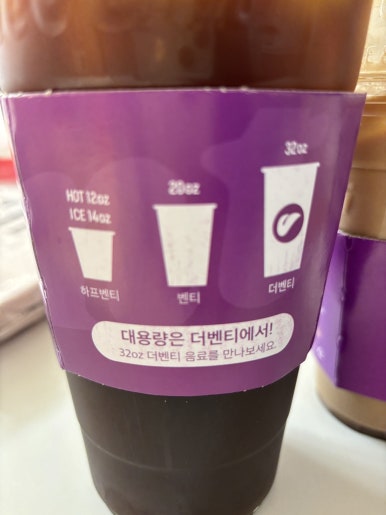 32oz
20oz
HOT 12oz
ICE 14oz
하프벤티
벤티
더벤티
대용량은 더벤티에서!
32oz 더벤티 음료를 만나보세요.